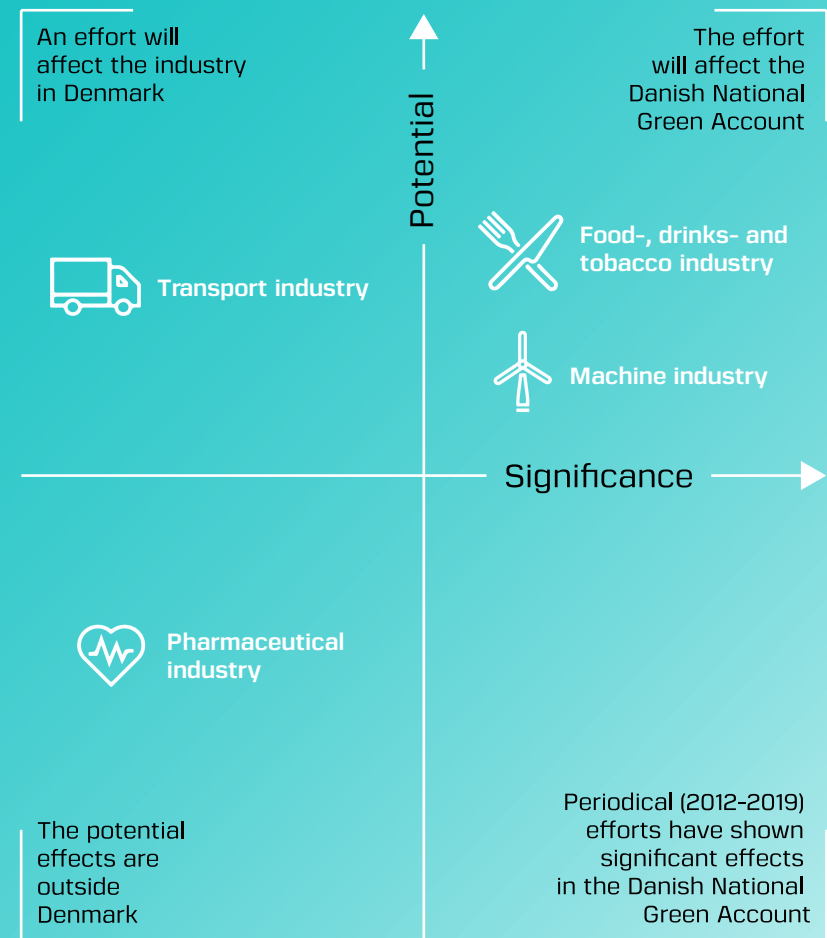 An effort will
affect the industry
in Denmark
The effort
will affect the
Danish National
Green Account
Potential
Food-, drinks- and
tobacco industry
Transport industry
Machine industry
Significance
Pharmaceutical
industry
The potential
effects are
outside
Denmark
Periodical (2012-2019)
efforts have shown
significant effects
in the Danish National
Green Account